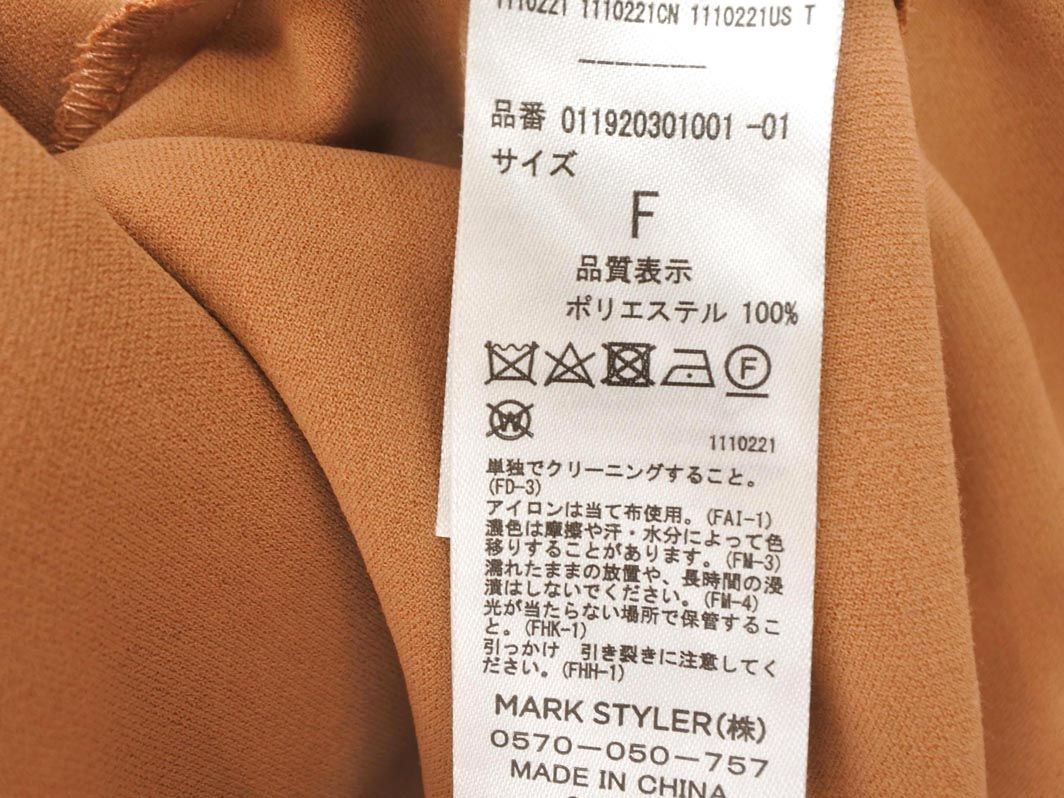 1110221 1110221CN 1110221US T
品番 011920301001 -01
サイズ
F
品質表示
ポリエステル 100%
F
W
1110221
単独でクリーニングすること。
(FD-3)
アイロンは当て布使用。(FAI-1)
濃色は摩擦や汗・水分によって色
移りすることがあります。(FM-3)
濡れたままの放置や、長時間の浸
漬はしないでください。(FM-4)
光が当たらない場所で保管するこ
と。(FHK-1)
引っかけ 引き裂きに注意してく
ださい。(FHH-1)
MARK STYLER(株)
0570-050-757
MADE IN CHINA